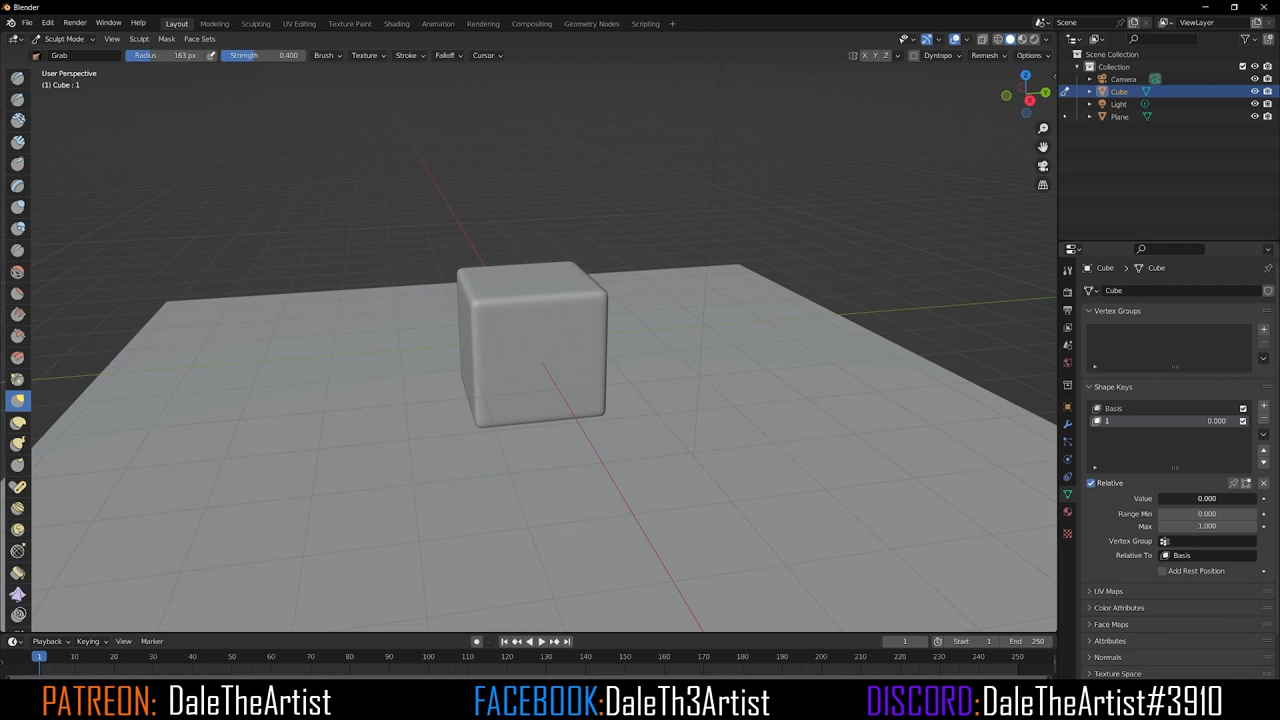 Blender
File Edit Render Window Help Layout Modeling Sculpting UV Editing Texture Paint Shading Animation Rendering Compositing Geometry Nodes Scripting + Scene ViewLayer
Sculpt Mode View Sculpt Mask Face Sets
Grab Radius 163 px Strength 0.400 Brush Texture Stroke Falloff Cursor X Y Z Dyntopo Remesh Options
User Perspective
(1) Cube : 1
Z
Y
X
Scene Collection
Collection
Camera
Cube
Light
Plane
Cube > Cube
Cube
Vertex Groups
Shape Keys
Basis
1 0.000
Relative
Value 0.000
Range Min 0.000
Max 1.000
Vertex Group
Relative To Basis
Add Rest Position
UV Maps
Color Attributes
Face Maps
Attributes
Normals
Texture Space
Playback Keying View Marker 1 Start 1 End 250
1 10 20 30 40 50 60 70 80 90 100 110 120 130 140 150 160 170 180 190 200 210 220 230 240 250
PATREON: DaleTheArtist FACEBOOK:DaleTh3Artist DISCORD:DaleTheArtist#3910